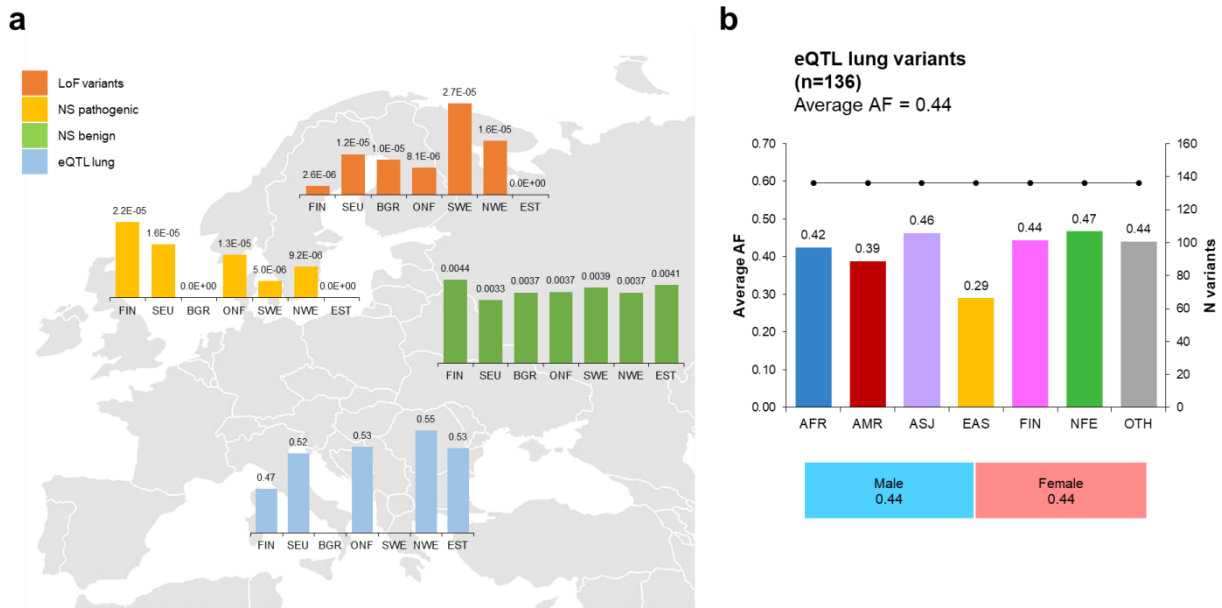 a
LoF variants
NS pathogenic
NS benign
eQTL lung
2.6E-06
1.2E-05
1.0E-05
8.1E-06
2.7E-05
1.6E-05
0.0E+00
FIN SEU BGR ONF SWE NWE EST
2.2E-05
1.6E-05
0.0E+00
1.3E-05
5.0E-06
9.2E-06
0.0E+00
FIN SEU BGR ONF SWE NWE EST
0.0044
0.0033
0.0037
0.0037
0.0039
0.0037
0.0041
FIN SEU BGR ONF SWE NWE EST
0.47
0.52
0.53
0.55
0.53
FIN SEU BGR ONF SWE NWE EST
b
eQTL lung variants
(n=136)
Average AF = 0.44
Average AF
0.70
0.60
0.50
0.40
0.30
0.20
0.10
0.00
0.42
0.39
0.46
0.29
0.44
0.47
0.44
AFR AMR ASJ EAS FIN NFE OTH
160
140
120
100
80
60
40
20
0
N variants
Male
0.44
Female
0.44